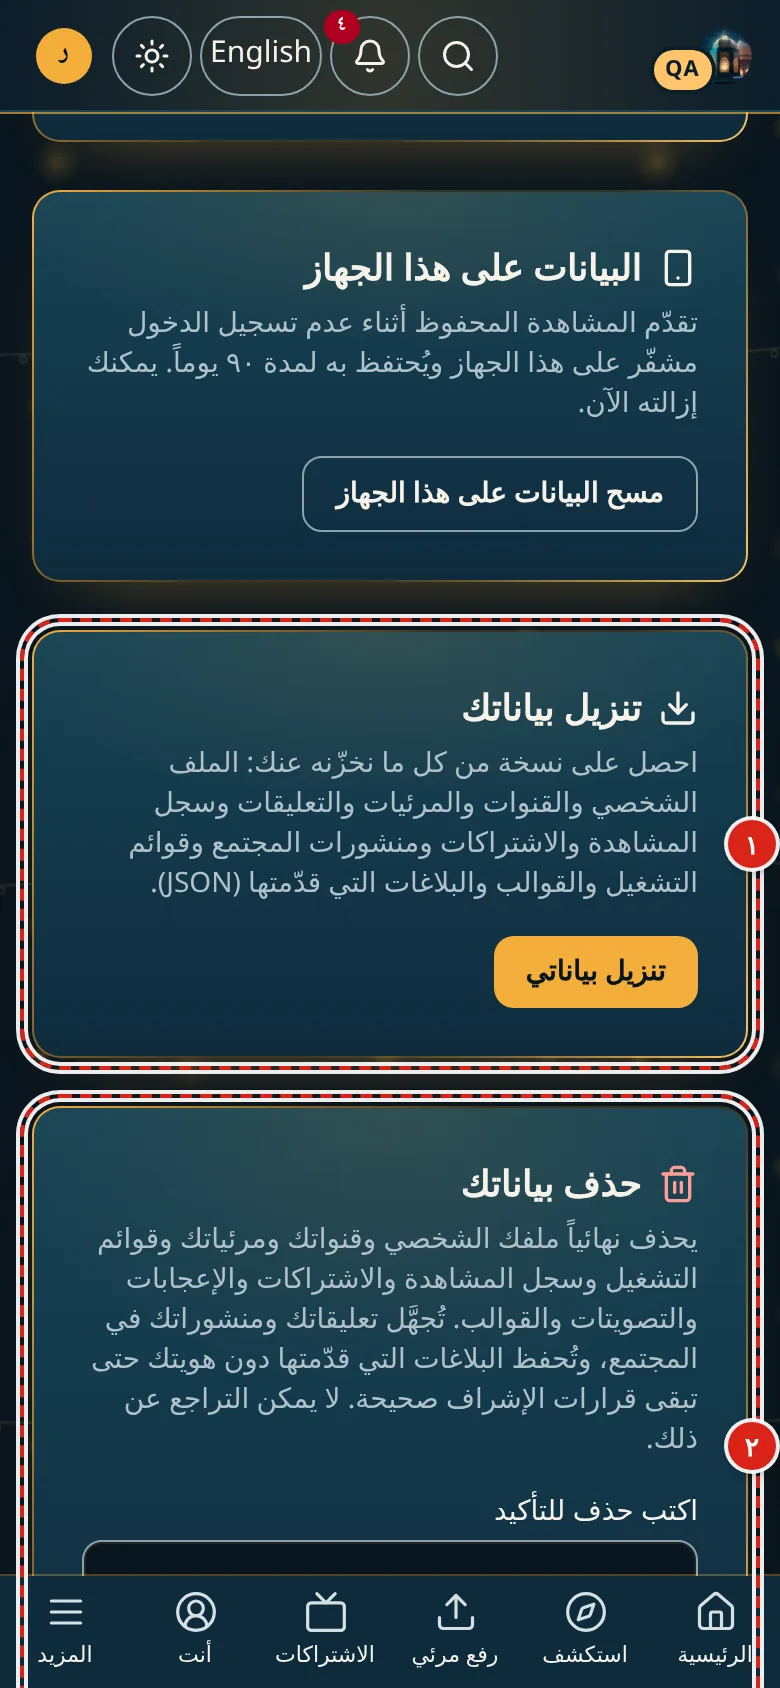 QA
٤
English
ر
البيانات على هذا الجهاز
تقدّم المشاهدة المحفوظ أثناء عدم تسجيل الدخول
مشفّر على هذا الجهاز ويُحتفظ به لمدة ٩٠ يوماً. يمكنك
إزالته الآن.
مسح البيانات على هذا الجهاز
تنزيل بياناتك
احصل على نسخة من كل ما نخزّنه عنك: الملف
الشخصي والقنوات والمرئيات والتعليقات وسجل
المشاهدة والاشتراكات ومنشورات المجتمع وقوائم
التشغيل والقوالب والبلاغات التي قدّمتها (JSON).
١
تنزيل بياناتي
حذف بياناتك
يحذف نهائياً ملفك الشخصي وقنواتك ومرئياتك وقوائم
التشغيل وسجل المشاهدة والاشتراكات والإعجابات
والتصويتات والقوالب. تُجهَّل تعليقاتك ومنشوراتك في
المجتمع، وتُحفظ البلاغات التي قدّمتها دون هويتك حتى
تبقى قرارات الإشراف صحيحة. لا يمكن التراجع عن
ذلك.
٢
اكتب حذف للتأكيد
الرئيسية
استكشف
رفع مرئي
الاشتراكات
أنت
المزيد